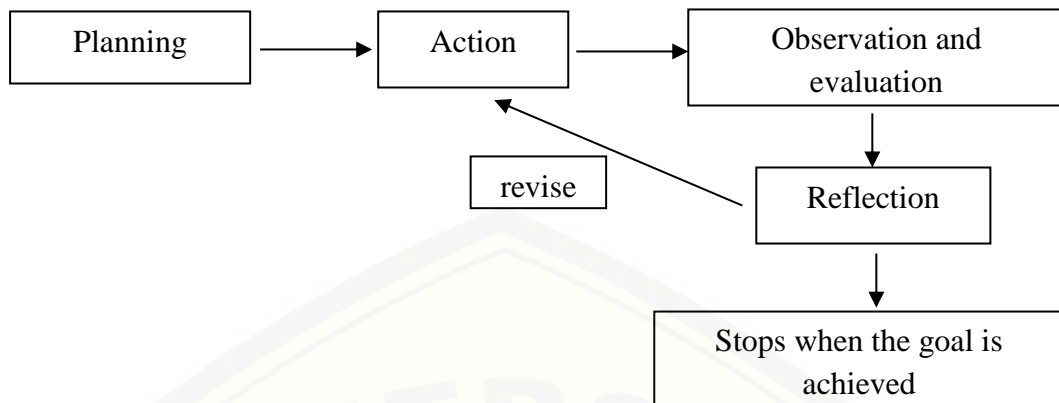 Planning
Action
Observation and
evaluation
revise
Reflection
Stops when the goal is
achieved